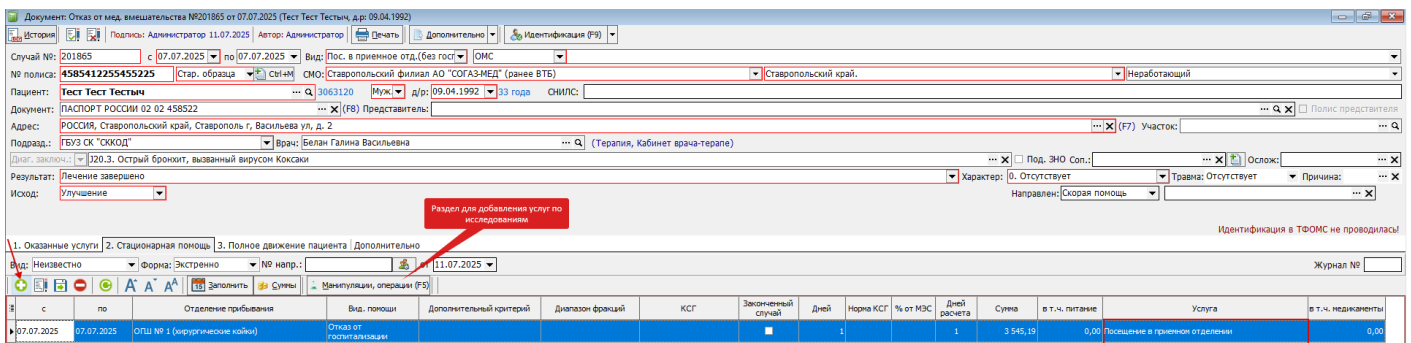 Документ: Отказ от мед. вмешательства №201865 от 07.07.2025 (Тест Тест Тестыч, д.р: 09.04.1992)
История Подпись: Администратор 11.07.2025 Автор: Администратор Печать Дополнительно Идентификация (F9)
Случай №: 201865 с 07.07.2025 по 07.07.2025 Вид: Пос. в приемное отд.(без госп ОМС
№ полиса: 4585412255455225 Стар. образца Ctrl+M СМО: Ставропольский филиал АО "СОГАЗ-МЕД" (ранее ВТБ) Ставропольский край. Неработающий
Пациент: Тест Тест Тестыч 3063120 Муж. д/р: 09.04.1992 33 года СНИЛС:
Документ: ПАСПОРТ РОССИИ 02 02 458522 (F8) Представитель: Полис предствителя
Адрес: РОССИЯ, Ставропольский край, Ставрополь г, Васильева ул, д. 2 (F7) Участок:
Подразд.: ГБУЗ СК "СККОД" Врач: Белан Галина Васильевна (Терапия, Кабинет врача-терапе)
Диаг. заключ.: J20.3. Острый бронхит, вызванный вирусом Коксаки Под. ЗНО Соп.: Ослож:
Результат: Лечение завершено Характер: 0. Отсутствует Травма: Отсутствует Причина:
Исход: Улучшение Направлен: Скорая помощь
Раздел для добавления услуг по
исследованиям
Идентификация в ТФОМС не проводилась!
1. Оказанные услуги 2. Стационарная помощь 3. Полное движение пациента Дополнительно
Вид: Неизвестно Форма: Экстренно № напр.: от 11.07.2025 Журнал №
Заполнить Суммы Манипуляции, операции (F5)
с по Отделение прибывания Вид. помощи Дополнительный критерий Диапазон фракций КСГ Законченный случай Дней Норма КСГ % от МЭС Дней расчета Сумма в т.ч. питание Услуга в т.ч. медикаменты
07.07.2025 07.07.2025 ОПШ № 1 (хирургические койки) Отказ от госпитализации 1 1 3 545,19 0,00 Посещение в приемном отделении 0,00